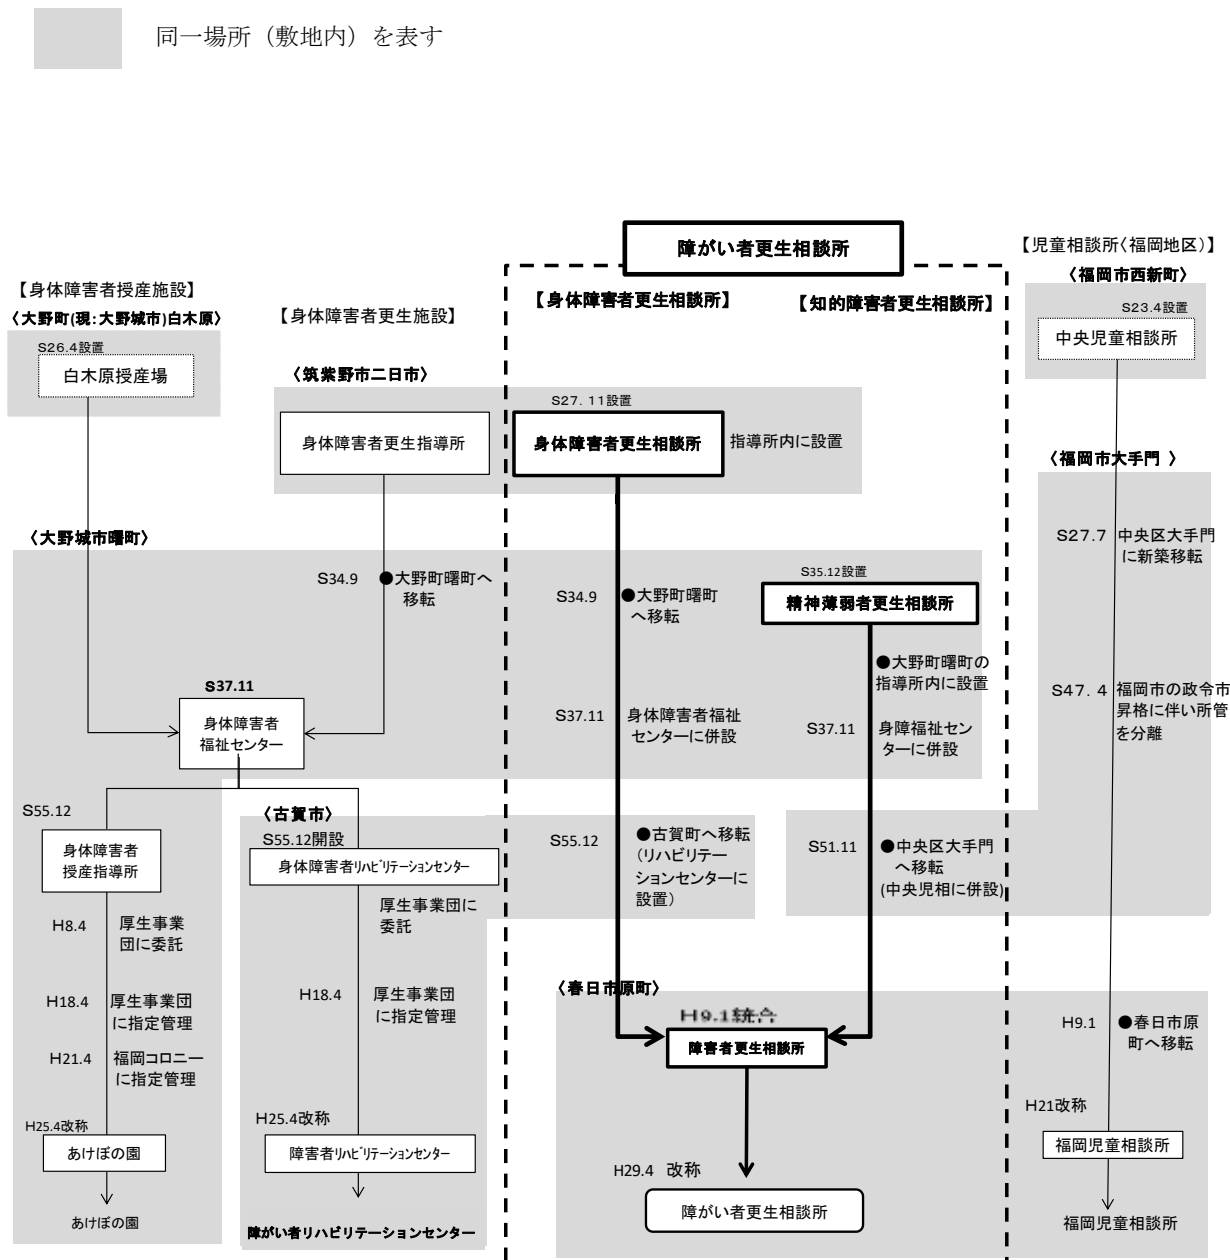 同一場所（敷地内）を表す
障がい者更生相談所
【身体障害者授産施設】
〈大野町(現:大野城市)白木原〉
S26.4設置
白木原授産場
【身体障害者更生施設】
〈筑紫野市二日市〉
身体障害者更生指導所
【身体障害者更生相談所】
S27.11設置
身体障害者更生相談所
指導所内に設置
【知的障害者更生相談所】
【児童相談所〈福岡地区〉】
〈福岡市西新町〉
S23.4設置
中央児童相談所
〈福岡市大手門 〉
S27.7 中央区大手門
に新築移転
〈大野城市曙町〉
S34.9 ●大野町曙町へ
移転
S34.9 ●大野町曙町
へ移転
S35.12設置
精神薄弱者更生相談所
●大野町曙町の
指導所内に設置
S47.4 福岡市の政令市
昇格に伴い所管
を分離
S37.11
身体障害者
福祉センター
S37.11 身体障害者福祉
センターに併設
S37.11 身障福祉セン
ターに併設
S55.12
身体障害者
授産指導所
〈古賀市〉
S55.12開設
身体障害者ﾘﾊﾋﾞﾘﾃｰｼｮﾝｾﾝﾀｰ
S55.12 ●古賀町へ移転
(リハビリテー
ションセンターに
設置)
S51.11 ●中央区大手門
へ移転
(中央児相に併設)
H8.4 厚生事業
団に委託
厚生事業団に
委託
H18.4 厚生事業団
に指定管理
H18.4 厚生事業団
に指定管理
H21.4 福岡コロニー
に指定管理
〈春日市原町〉
H9.1統合
障害者更生相談所
H9.1 ●春日市原
町へ移転
H25.4改称
あけぼの園
あけぼの園
H25.4改称
障害者ﾘﾊﾋﾞﾘﾃｰｼｮﾝｾﾝﾀｰ
障がい者リハビリテーションセンター
H29.4 改称
障がい者更生相談所
H21改称
福岡児童相談所
福岡児童相談所